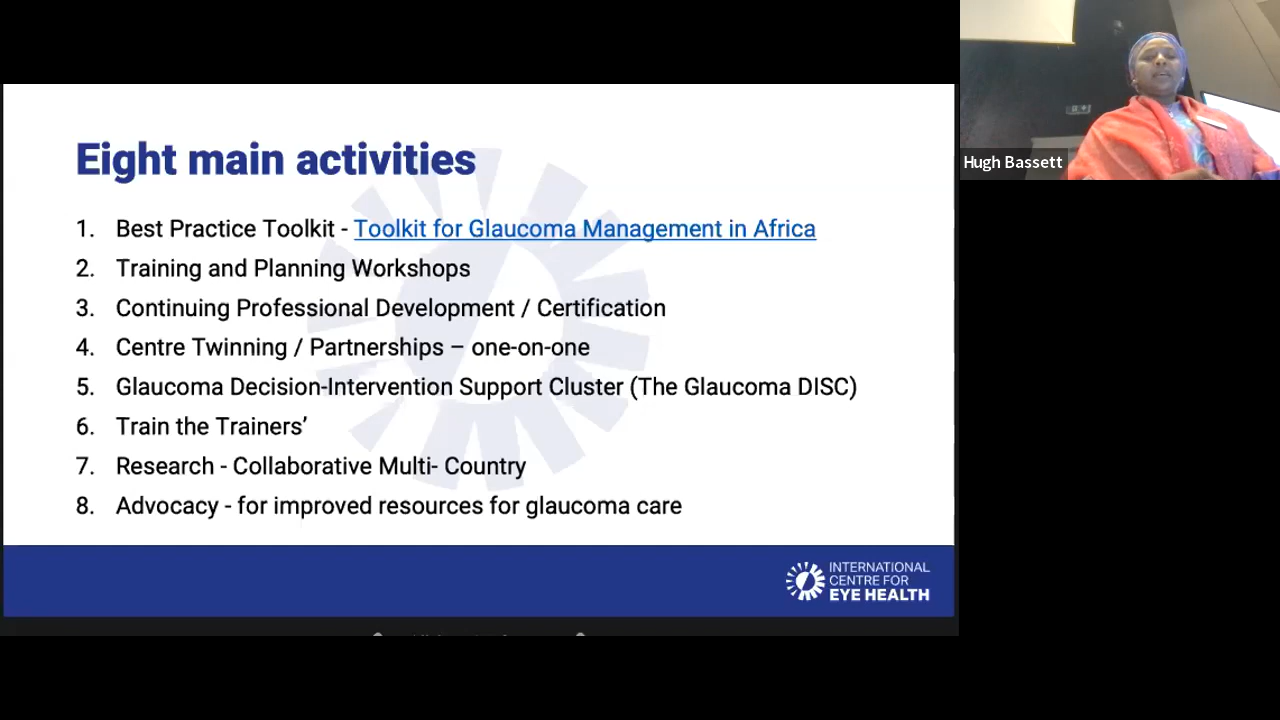 Eight main activities
1. Best Practice Toolkit - Toolkit for Glaucoma Management in Africa
2. Training and Planning Workshops
3. Continuing Professional Development / Certification
4. Centre Twinning / Partnerships – one-on-one
5. Glaucoma Decision-Intervention Support Cluster (The Glaucoma DISC)
6. Train the Trainers’
7. Research - Collaborative Multi- Country
8. Advocacy - for improved resources for glaucoma care
INTERNATIONAL
CENTRE FOR
EYE HEALTH
Hugh Bassett